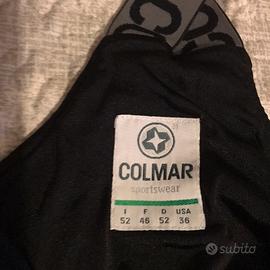 COLMAR
sportswear
I F D USA
52 46 52 36
subito